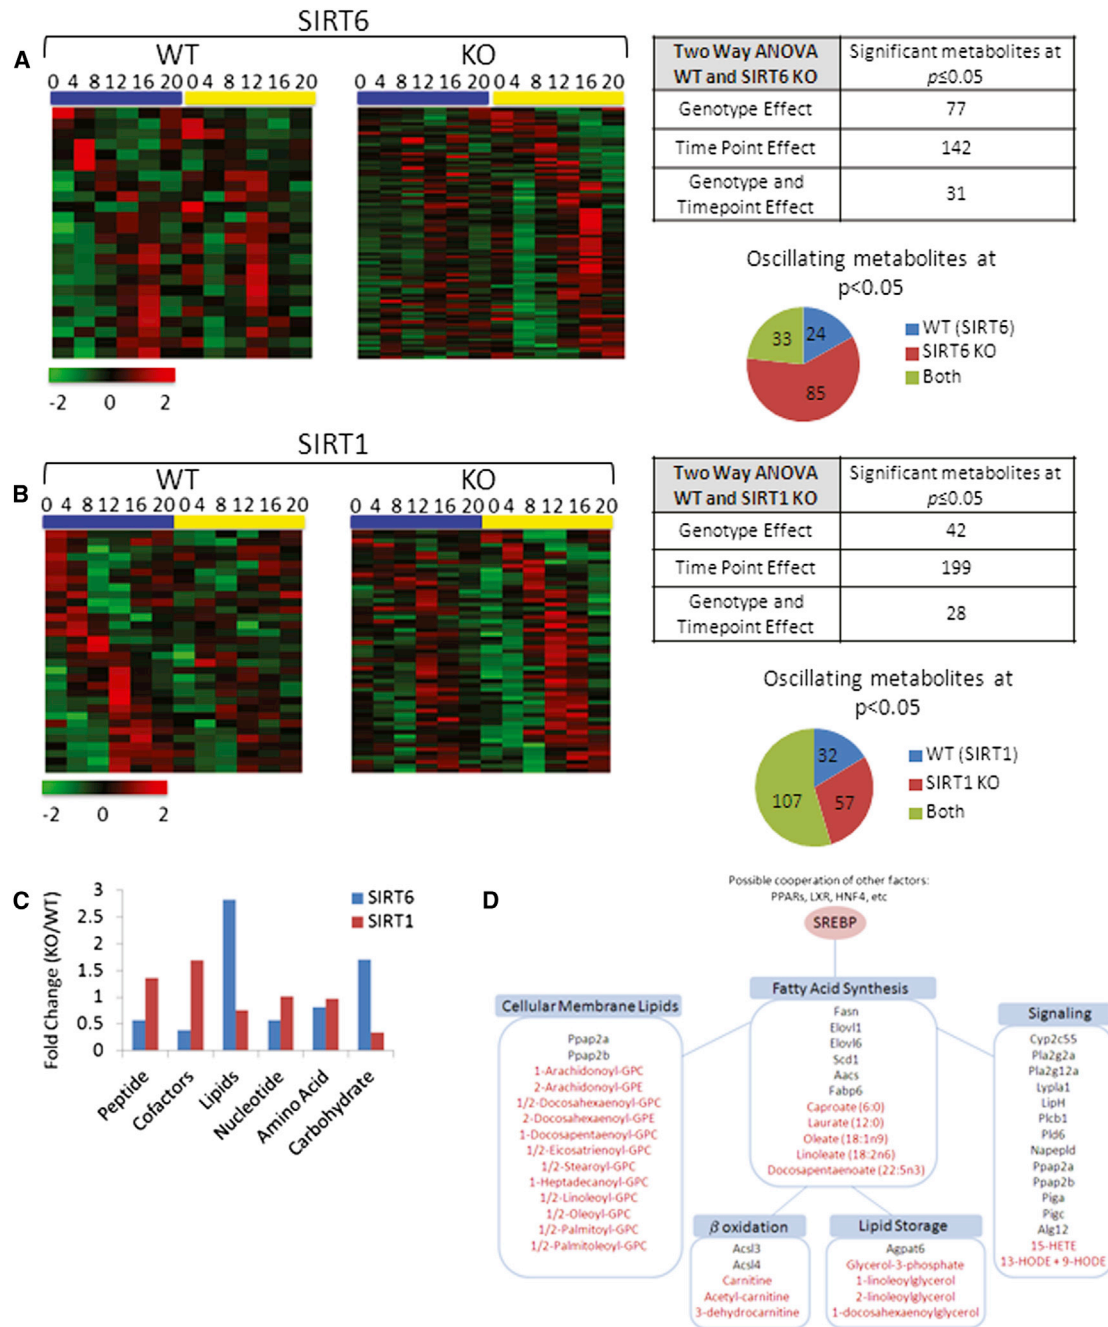 SIRT6
A
WT KO
0 4 8 12 16 20 0 4 8 12 16 20 0 4 8 12 16 20 0 4 8 12 16 20
-2 0 2
Two Way ANOVA WT and SIRT6 KO
Significant metabolites at p≤0.05
Genotype Effect 77
Time Point Effect 142
Genotype and Timepoint Effect 31
Oscillating metabolites at
p<0.05
33 24
85
WT (SIRT6)
SIRT6 KO
Both
SIRT1
B
WT KO
0 4 8 12 16 20 0 4 8 12 16 20 0 4 8 12 16 20 0 4 8 12 16 20
-2 0 2
Two Way ANOVA WT and SIRT1 KO
Significant metabolites at p≤0.05
Genotype Effect 42
Time Point Effect 199
Genotype and Timepoint Effect 28
Oscillating metabolites at
p<0.05
32
107 57
WT (SIRT1)
SIRT1 KO
Both
C
Fold Change (KO/WT)
3
2.5
2
1.5
1
0.5
0
SIRT6
SIRT1
Peptide
Cofactors
Lipids
Nucleotide
Amino Acid
Carbohydrate
D
Possible cooperation of other factors:
PPARs, LXR, HNF4, etc
SREBP
Cellular Membrane Lipids
Ppap2a
Ppap2b
1-Arachidonoyl-GPC
2-Arachidonoyl-GPE
1/2-Docosahexaenoyl-GPC
2-Docosahexaenoyl-GPE
1-Docosapentaenoyl-GPC
1/2-Eicosatrienoyl-GPC
1/2-Stearoyl-GPC
1-Heptadecanoyl-GPC
1/2-Linoleoyl-GPC
1/2-Oleoyl-GPC
1/2-Palmitoyl-GPC
1/2-Palmitoleoyl-GPC
Fatty Acid Synthesis
Fasn
Elovl1
Elovl6
Scd1
Aacs
Fabp6
Caproate (6:0)
Laurate (12:0)
Oleate (18:1n9)
Linoleate (18:2n6)
Docosapentaenoate (22:5n3)
Signaling
Cyp2c55
Pla2g2a
Pla2g12a
Lypla1
LipH
Plcb1
Pld6
Napepld
Ppap2a
Ppap2b
Piga
Pigc
Alg12
15-HETE
13-HODE + 9-HODE
β oxidation
Acsl3
Acsl4
Carnitine
Acetyl-carnitine
3-dehydrocarnitine
Lipid Storage
Agpat6
Glycerol-3-phosphate
1-linoleoylglycerol
2-linoleoylglycerol
1-docosahexaenoylglycerol